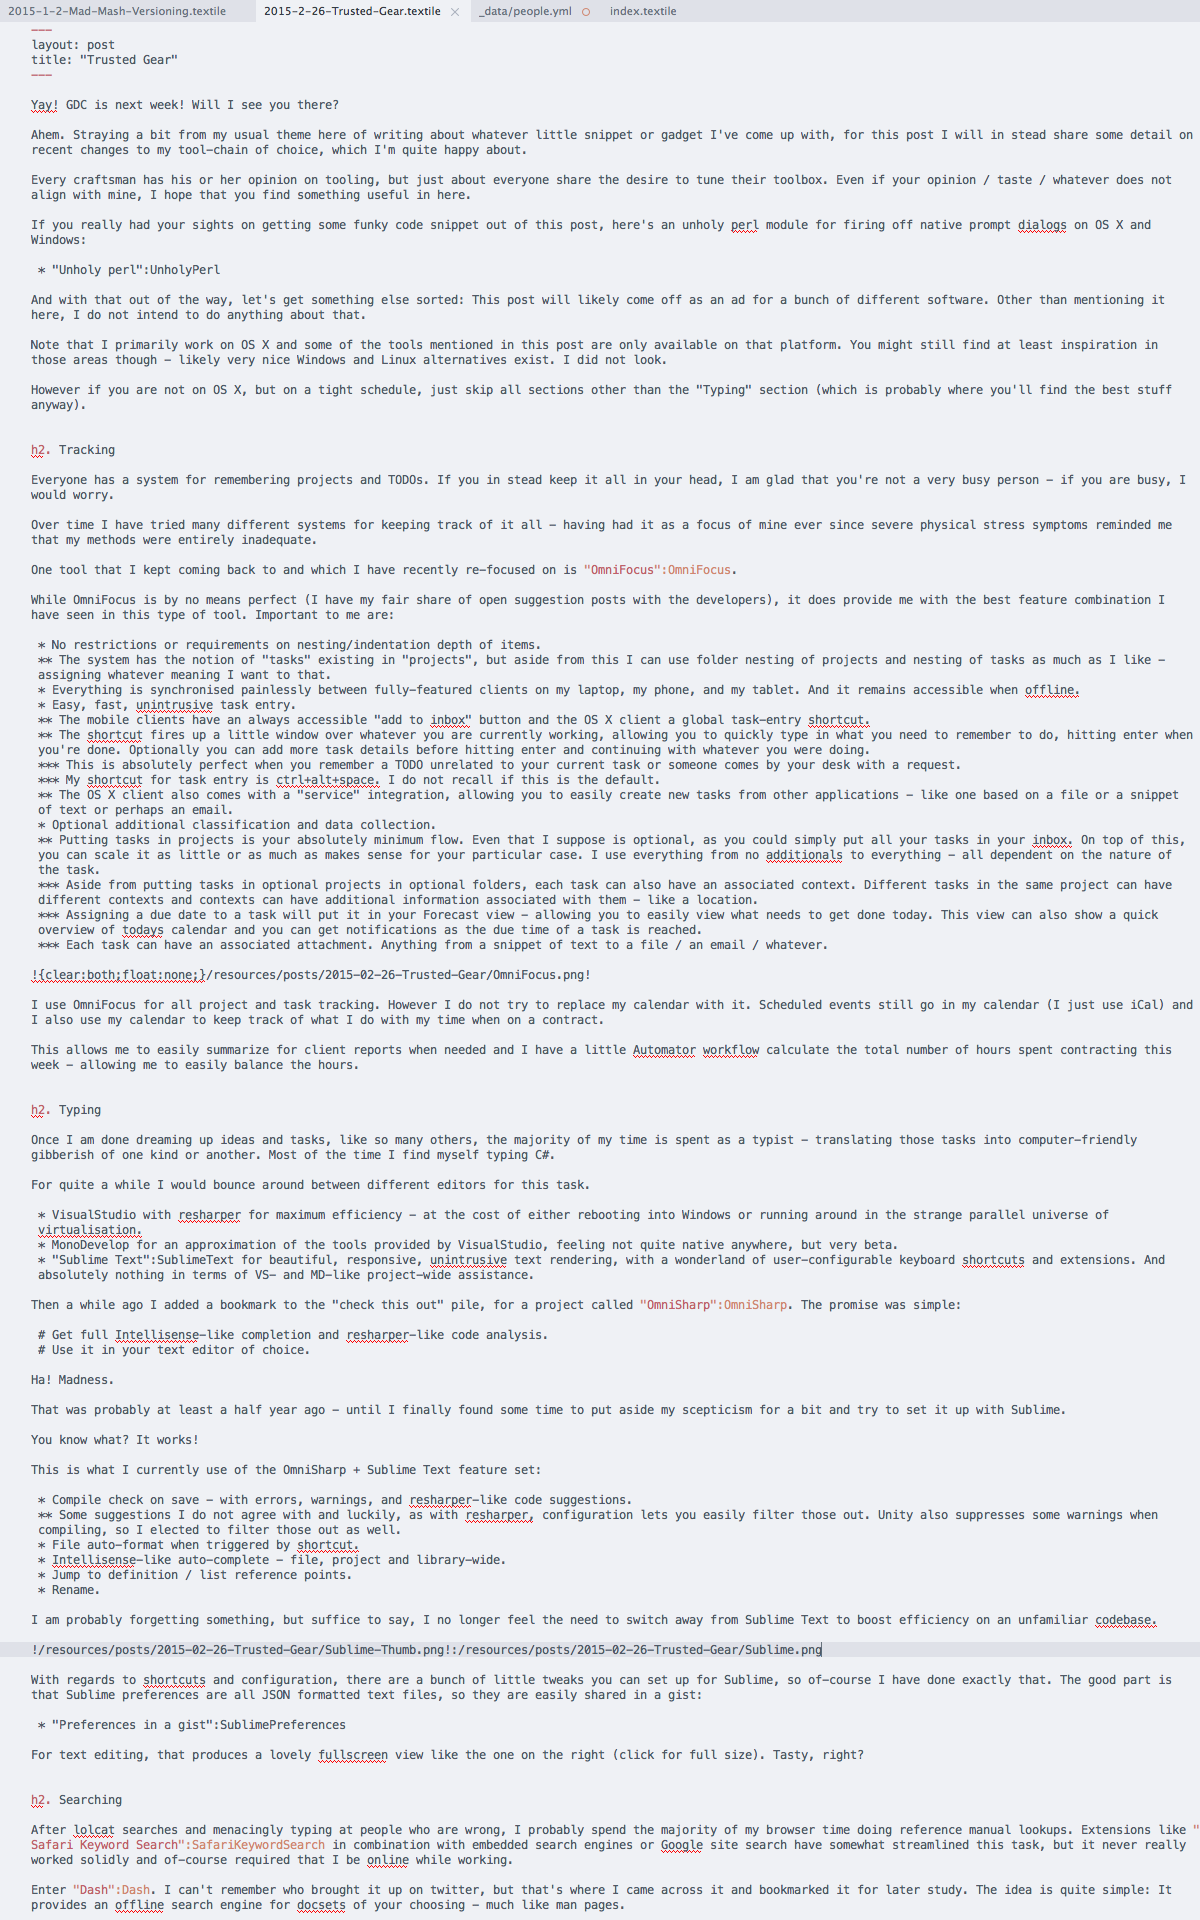 2015-1-2-Mad-Mash-Versioning.textile 2015-2-26-Trusted-Gear.textile _data/people.yml index.textile
---
layout: post
title: "Trusted Gear"
---
Yay! GDC is next week! Will I see you there?
Ahem. Straying a bit from my usual theme here of writing about whatever little snippet or gadget I've come up with, for this post I will in stead share some detail on
recent changes to my tool-chain of choice, which I'm quite happy about.
Every craftsman has his or her opinion on tooling, but just about everyone share the desire to tune their toolbox. Even if your opinion / taste / whatever does not
align with mine, I hope that you find something useful in here.
If you really had your sights on getting some funky code snippet out of this post, here's an unholy perl module for firing off native prompt dialogs on OS X and
Windows:
* "Unholy perl":UnholyPerl
And with that out of the way, let's get something else sorted: This post will likely come off as an ad for a bunch of different software. Other than mentioning it
here, I do not intend to do anything about that.
Note that I primarily work on OS X and some of the tools mentioned in this post are only available on that platform. You might still find at least inspiration in
those areas though - likely very nice Windows and Linux alternatives exist. I did not look.
However if you are not on OS X, but on a tight schedule, just skip all sections other than the "Typing" section (which is probably where you'll find the best stuff
anyway).
h2. Tracking
Everyone has a system for remembering projects and TODOs. If you in stead keep it all in your head, I am glad that you're not a very busy person - if you are busy, I
would worry.
Over time I have tried many different systems for keeping track of it all - having had it as a focus of mine ever since severe physical stress symptoms reminded me
that my methods were entirely inadequate.
One tool that I kept coming back to and which I have recently re-focused on is "OmniFocus":OmniFocus.
While OmniFocus is by no means perfect (I have my fair share of open suggestion posts with the developers), it does provide me with the best feature combination I
have seen in this type of tool. Important to me are:
* No restrictions or requirements on nesting/indentation depth of items.
** The system has the notion of "tasks" existing in "projects", but aside from this I can use folder nesting of projects and nesting of tasks as much as I like -
assigning whatever meaning I want to that.
* Everything is synchronised painlessly between fully-featured clients on my laptop, my phone, and my tablet. And it remains accessible when offline.
* Easy, fast, unintrusive task entry.
** The mobile clients have an always accessible "add to inbox" button and the OS X client a global task-entry shortcut.
** The shortcut fires up a little window over whatever you are currently working, allowing you to quickly type in what you need to remember to do, hitting enter when
you're done. Optionally you can add more task details before hitting enter and continuing with whatever you were doing.
*** This is absolutely perfect when you remember a TODO unrelated to your current task or someone comes by your desk with a request.
*** My shortcut for task entry is ctrl+alt+space. I do not recall if this is the default.
** The OS X client also comes with a "service" integration, allowing you to easily create new tasks from other applications - like one based on a file or a snippet
of text or perhaps an email.
* Optional additional classification and data collection.
** Putting tasks in projects is your absolutely minimum flow. Even that I suppose is optional, as you could simply put all your tasks in your inbox. On top of this,
you can scale it as little or as much as makes sense for your particular case. I use everything from no additionals to everything - all dependent on the nature of
the task.
*** Aside from putting tasks in optional projects in optional folders, each task can also have an associated context. Different tasks in the same project can have
different contexts and contexts can have additional information associated with them - like a location.
*** Assigning a due date to a task will put it in your Forecast view - allowing you to easily view what needs to get done today. This view can also show a quick
overview of todays calendar and you can get notifications as the due time of a task is reached.
*** Each task can have an associated attachment. Anything from a snippet of text to a file / an email / whatever.
!{clear:both;float:none;}/resources/posts/2015-02-26-Trusted-Gear/OmniFocus.png!
I use OmniFocus for all project and task tracking. However I do not try to replace my calendar with it. Scheduled events still go in my calendar (I just use iCal) and
I also use my calendar to keep track of what I do with my time when on a contract.
This allows me to easily summarize for client reports when needed and I have a little Automator workflow calculate the total number of hours spent contracting this
week - allowing me to easily balance the hours.
h2. Typing
Once I am done dreaming up ideas and tasks, like so many others, the majority of my time is spent as a typist - translating those tasks into computer-friendly
gibberish of one kind or another. Most of the time I find myself typing C#.
For quite a while I would bounce around between different editors for this task.
* VisualStudio with resharper for maximum efficiency - at the cost of either rebooting into Windows or running around in the strange parallel universe of
virtualisation.
* MonoDevelop for an approximation of the tools provided by VisualStudio, feeling not quite native anywhere, but very beta.
* "Sublime Text":SublimeText for beautiful, responsive, unintrusive text rendering, with a wonderland of user-configurable keyboard shortcuts and extensions. And
absolutely nothing in terms of VS- and MD-like project-wide assistance.
Then a while ago I added a bookmark to the "check this out" pile, for a project called "OmniSharp":OmniSharp. The promise was simple:
# Get full Intellisense-like completion and resharper-like code analysis.
# Use it in your text editor of choice.
Ha! Madness.
That was probably at least a half year ago - until I finally found some time to put aside my scepticism for a bit and try to set it up with Sublime.
You know what? It works!
This is what I currently use of the OmniSharp + Sublime Text feature set:
* Compile check on save - with errors, warnings, and resharper-like code suggestions.
** Some suggestions I do not agree with and luckily, as with resharper, configuration lets you easily filter those out. Unity also suppresses some warnings when
compiling, so I elected to filter those out as well.
* File auto-format when triggered by shortcut.
* Intellisense-like auto-complete - file, project and library-wide.
* Jump to definition / list reference points.
* Rename.
I am probably forgetting something, but suffice to say, I no longer feel the need to switch away from Sublime Text to boost efficiency on an unfamiliar codebase.
!/resources/posts/2015-02-26-Trusted-Gear/Sublime-Thumb.png!:/resources/posts/2015-02-26-Trusted-Gear/Sublime.png
With regards to shortcuts and configuration, there are a bunch of little tweaks you can set up for Sublime, so of-course I have done exactly that. The good part is
that Sublime preferences are all JSON formatted text files, so they are easily shared in a gist:
* "Preferences in a gist":SublimePreferences
For text editing, that produces a lovely fullscreen view like the one on the right (click for full size). Tasty, right?
h2. Searching
After lolcat searches and menacingly typing at people who are wrong, I probably spend the majority of my browser time doing reference manual lookups. Extensions like "
Safari Keyword Search":SafariKeywordSearch in combination with embedded search engines or Google site search have somewhat streamlined this task, but it never really
worked solidly and of-course required that I be online while working.
Enter "Dash":Dash. I can't remember who brought it up on twitter, but that's where I came across it and bookmarked it for later study. The idea is quite simple: It
provides an offline search engine for docsets of your choosing - much like man pages.